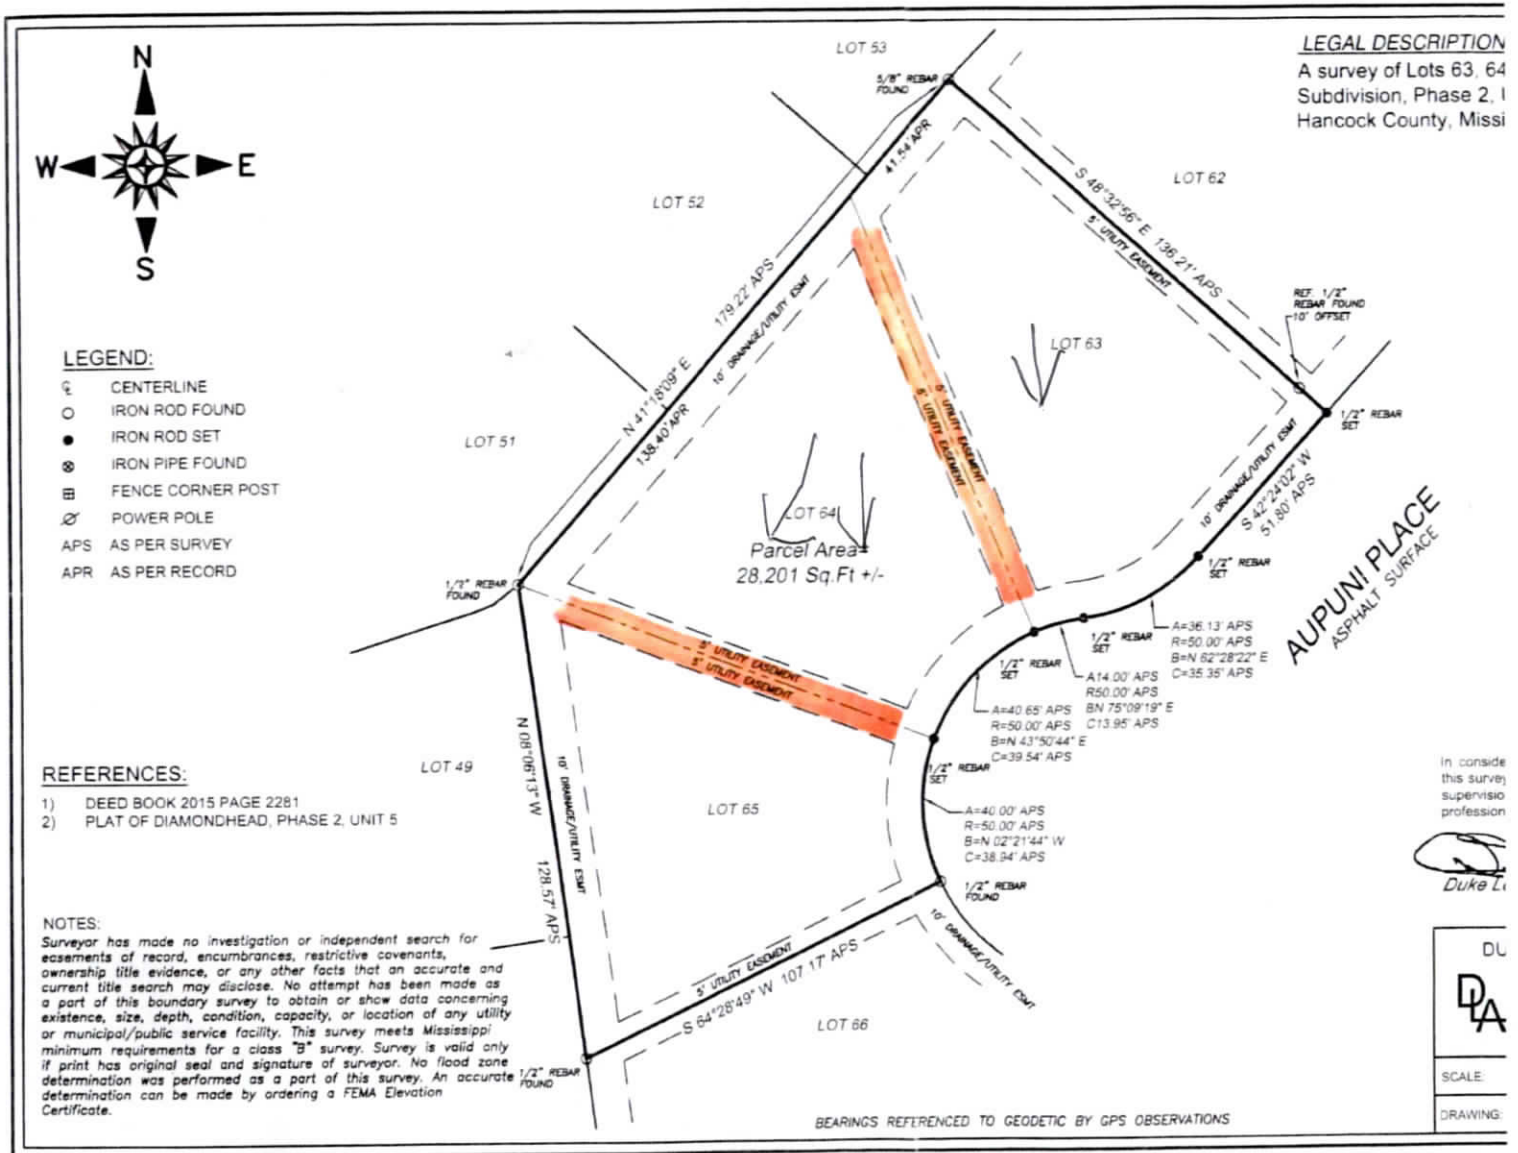 LEGAL DESCRIPTION
A survey of Lots 63, 64
Subdivision, Phase 2,
Hancock County, Missi
N
W E
S
LOT 53
5/8" REBAR
FOUND
41.54' APR
LOT 52
LOT 62
S 48°32'56" E 136.21' APS
5' UTILITY EASEMENT
179.22' APS
10' DRAINAGE/UTILITY ESMT
N 41°18'09" E
138.40' APR
REF. 1/2"
REBAR FOUND
10' OFFSET
LOT 63
LEGEND:
℄ CENTERLINE
IRON ROD FOUND
IRON ROD SET
IRON PIPE FOUND
FENCE CORNER POST
POWER POLE
APS AS PER SURVEY
APR AS PER RECORD
LOT 51
5' UTILITY EASEMENT
5' UTILITY EASEMENT
1/2" REBAR
SET
10' DRAINAGE/UTILITY ESMT
S 42°24'02" W
51.80' APS
LOT 64
Parcel Area=
28,201 Sq.Ft +/-
1/2" REBAR
FOUND
1/2" REBAR
SET
AUPUNI PLACE
ASPHALT SURFACE
1/2" REBAR
SET
A=36.13' APS
R=50.00' APS
B=N 62°28'22" E
C=35.35' APS
1/2" REBAR
SET
A14.00' APS
R50.00' APS
BN 75°09'19" E
C13.95' APS
5' UTILITY EASEMENT
5' UTILITY EASEMENT
A=40.65' APS
R=50.00' APS
B=N 43°50'44" E
C=39.54' APS
1/2" REBAR
SET
N 08°06'13" W
128.57' APS
10' DRAINAGE/UTILITY ESMT
LOT 49
LOT 65
A=40.00' APS
R=50.00' APS
B=N 02°21'44" W
C=38.94' APS
1/2" REBAR
FOUND
10' DRAINAGE/UTILITY ESMT
5' UTILITY EASEMENT
S 64°28'49" W 107.17' APS
LOT 66
1/2" REBAR
FOUND
REFERENCES:
1) DEED BOOK 2015 PAGE 2281
2) PLAT OF DIAMONDHEAD, PHASE 2, UNIT 5
NOTES:
Surveyor has made no investigation or independent search for
easements of record, encumbrances, restrictive covenants,
ownership title evidence, or any other facts that an accurate and
current title search may disclose. No attempt has been made as
a part of this boundary survey to obtain or show data concerning
existence, size, depth, condition, capacity, or location of any utility
or municipal/public service facility. This survey meets Mississippi
minimum requirements for a class "B" survey. Survey is valid only
if print has original seal and signature of surveyor. No flood zone
determination was performed as a part of this survey. An accurate
determination can be made by ordering a FEMA Elevation
Certificate.
BEARINGS REFERENCED TO GEODETIC BY GPS OBSERVATIONS
In conside
this survey
supervisio
profession
Duke L
DU
DLA
SCALE:
DRAWING: